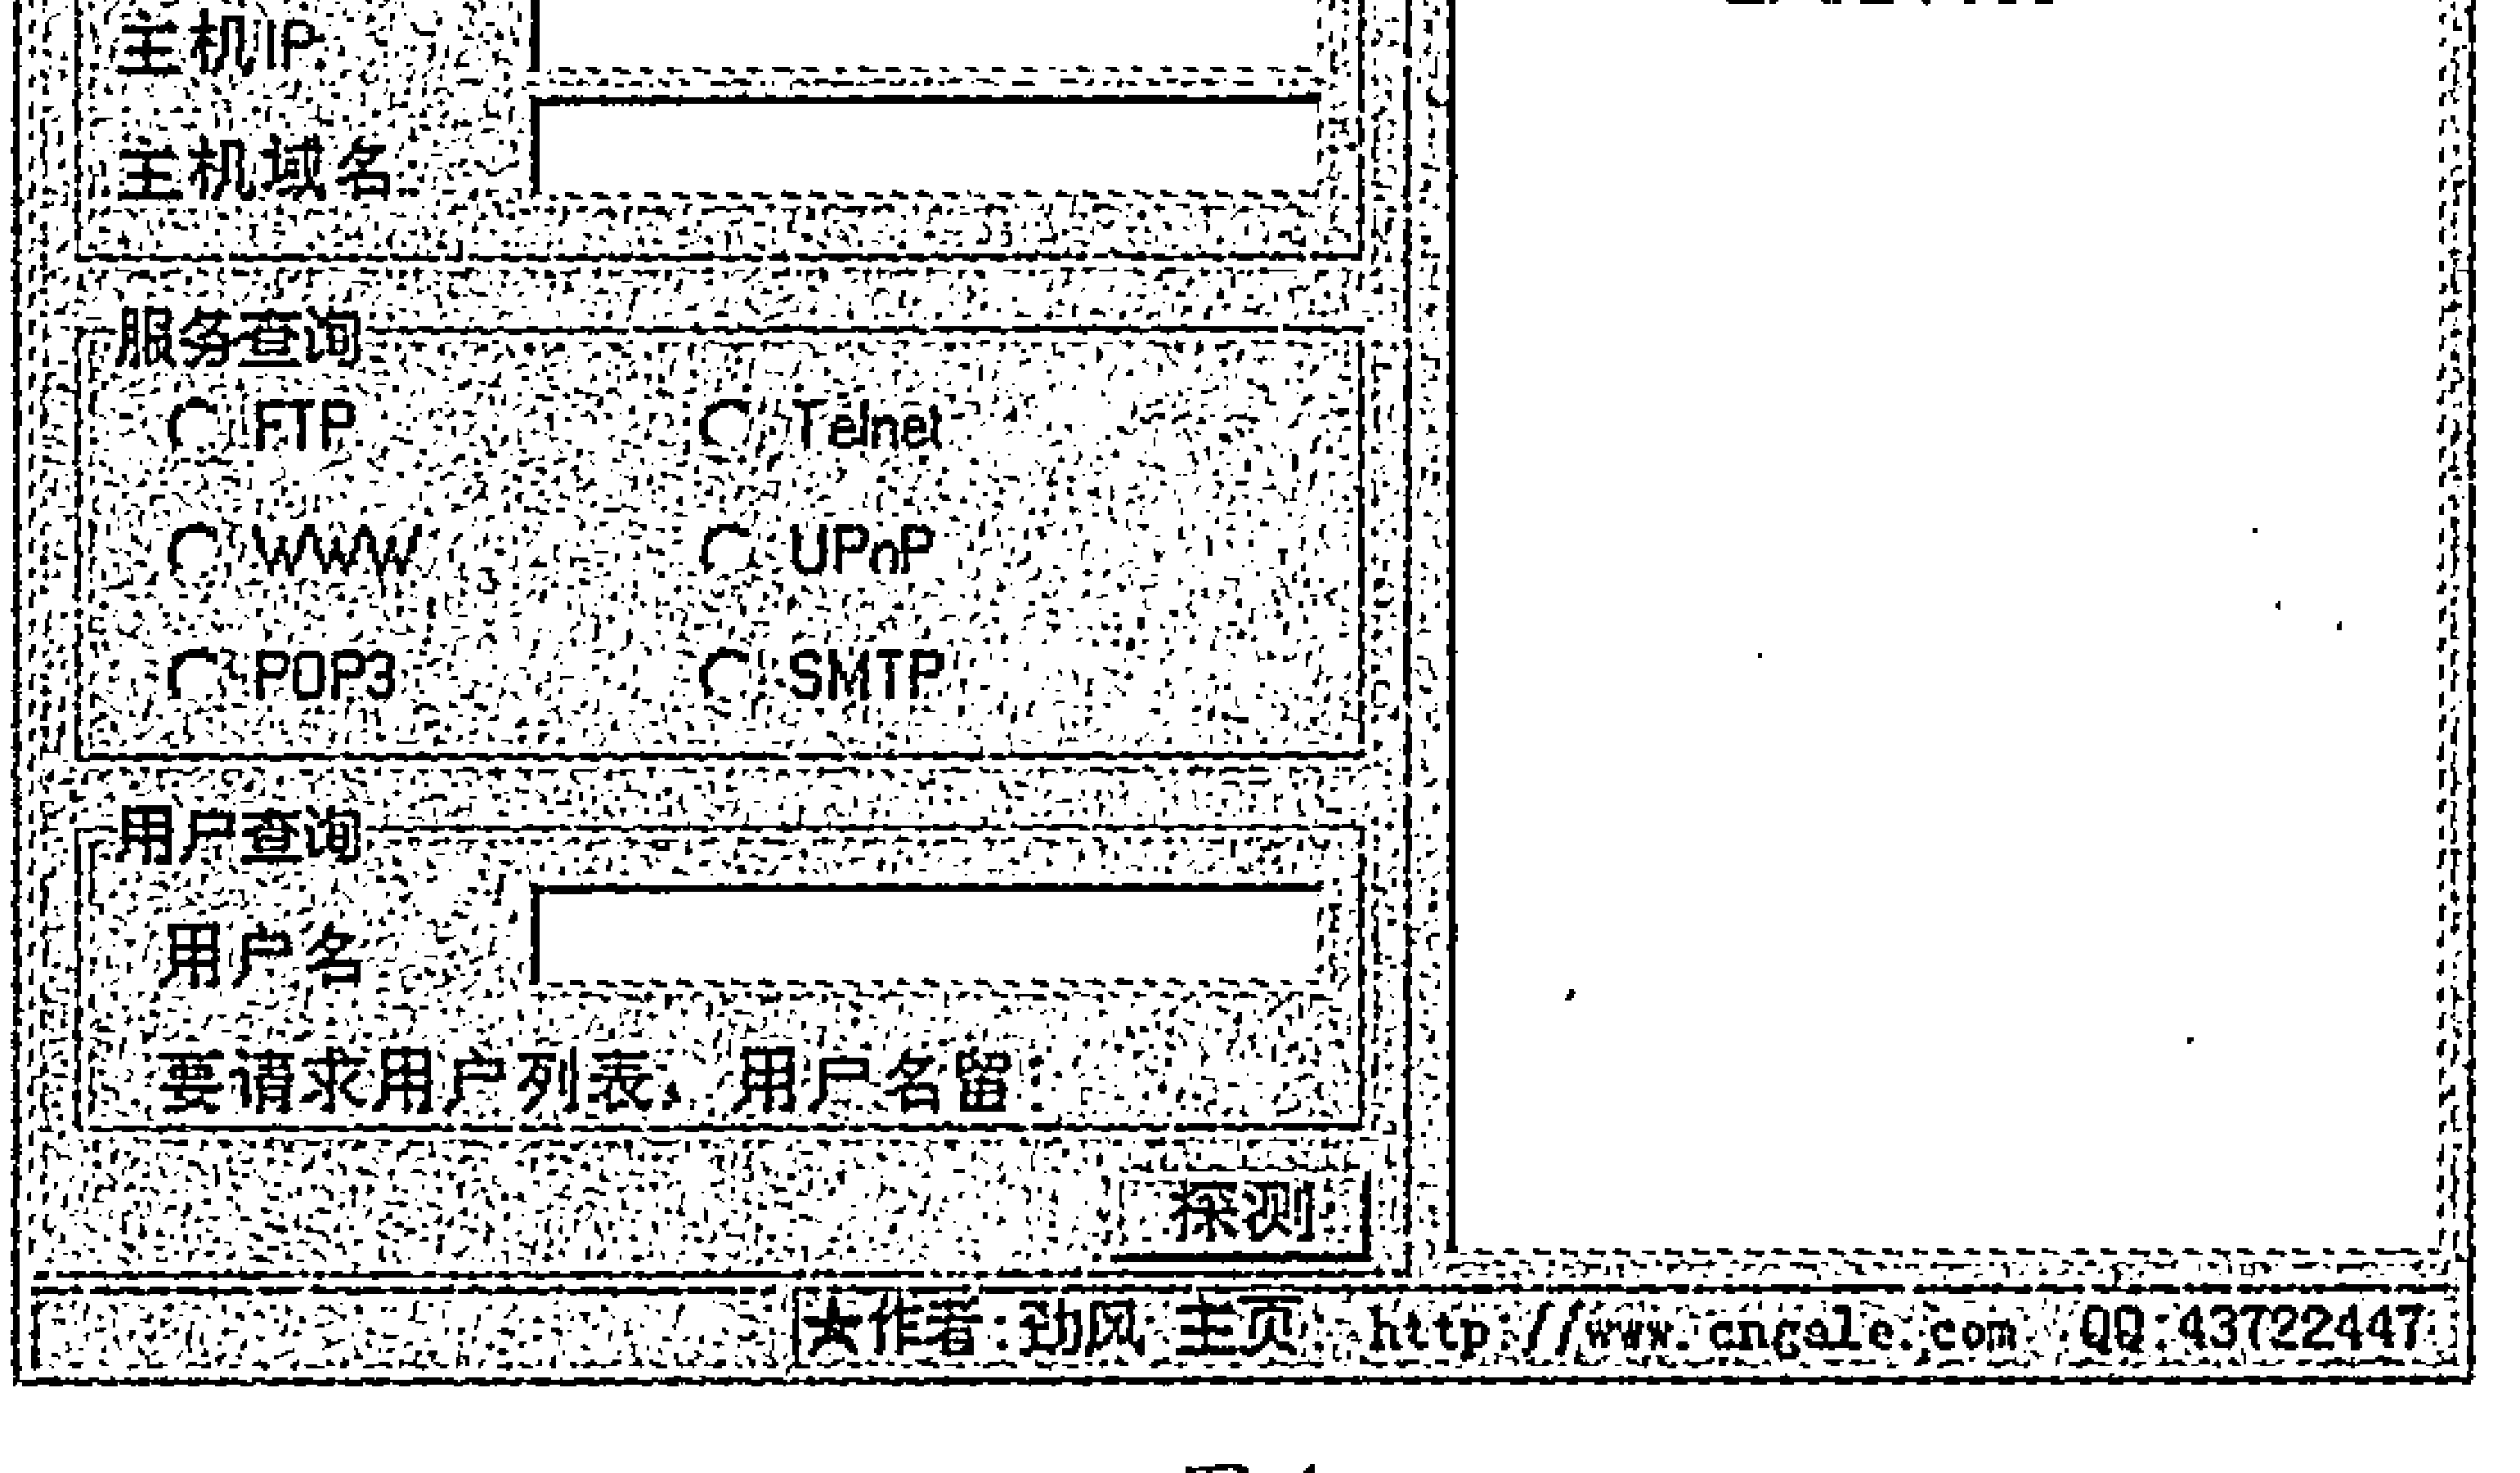 主机IP
主机域名
服务查询
FTP Telnet
WWW UPnP
POP3 SMTP
用户查询
用户名
要请求用户列表, 用户名留
探测
★作者:劲风 主页 http://www.cngale.com QQ:43722447